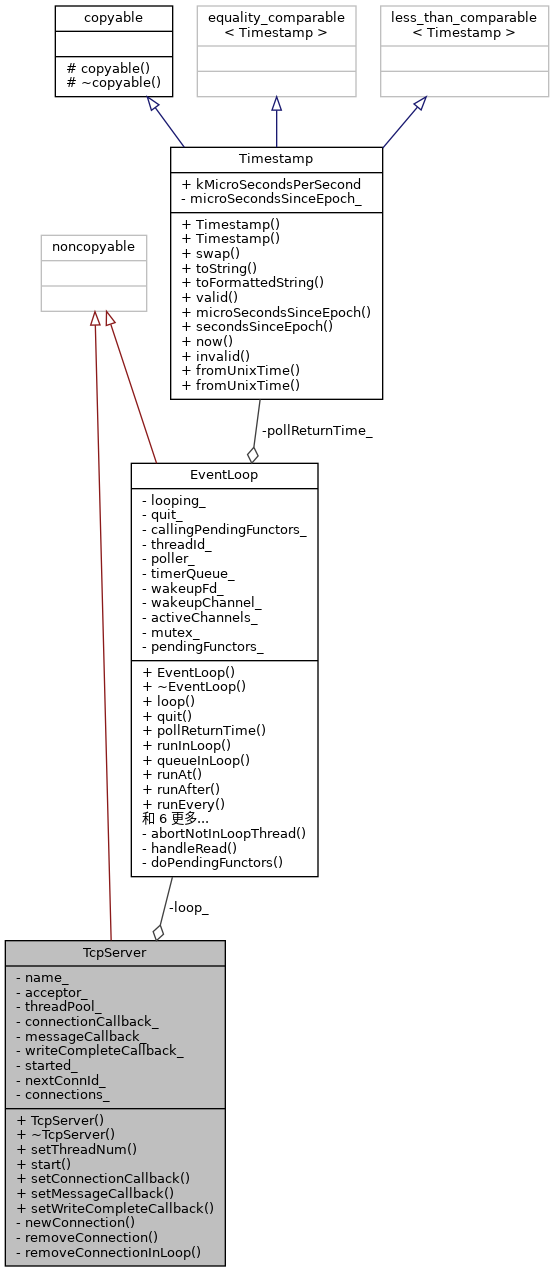 copyable
# copyable()
# ~copyable()
equality_comparable
< Timestamp >
less_than_comparable
< Timestamp >
Timestamp
+ kMicroSecondsPerSecond
- microSecondsSinceEpoch_
+ Timestamp()
+ Timestamp()
+ swap()
+ toString()
+ toFormattedString()
+ valid()
+ microSecondsSinceEpoch()
+ secondsSinceEpoch()
+ now()
+ invalid()
+ fromUnixTime()
+ fromUnixTime()
noncopyable
-pollReturnTime_
EventLoop
- looping_
- quit_
- callingPendingFunctors_
- threadId_
- poller_
- timerQueue_
- wakeupFd_
- wakeupChannel_
- activeChannels_
- mutex_
- pendingFunctors_
+ EventLoop()
+ ~EventLoop()
+ loop()
+ quit()
+ pollReturnTime()
+ runInLoop()
+ queueInLoop()
+ runAt()
+ runAfter()
+ runEvery()
和 6 更多...
- abortNotInLoopThread()
- handleRead()
- doPendingFunctors()
-loop_
TcpServer
- name_
- acceptor_
- threadPool_
- connectionCallback_
- messageCallback_
- writeCompleteCallback_
- started_
- nextConnId_
- connections_
+ TcpServer()
+ ~TcpServer()
+ setThreadNum()
+ start()
+ setConnectionCallback()
+ setMessageCallback()
+ setWriteCompleteCallback()
- newConnection()
- removeConnection()
- removeConnectionInLoop()